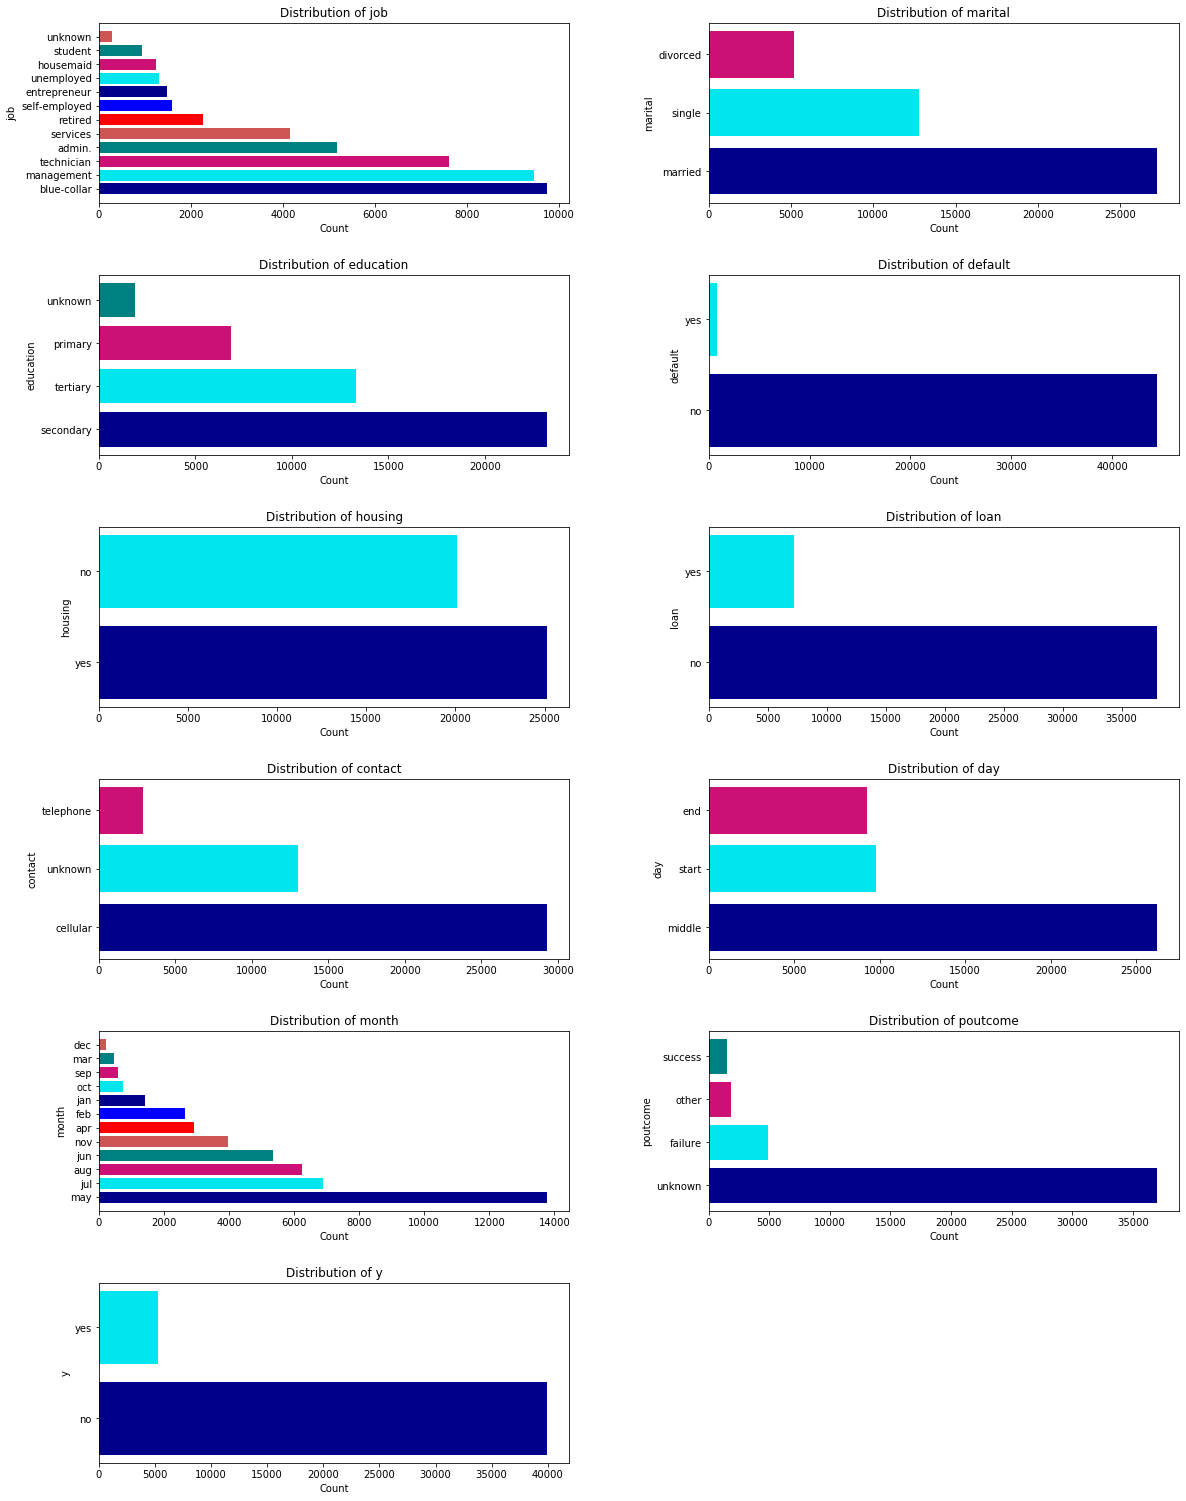 Distribution of job
job
unknown
student
housemaid
unemployed
entrepreneur
self-employed
retired
services
admin.
technician
management
blue-collar
0 2000 4000 6000 8000 10000
Count
Distribution of marital
marital
divorced
single
married
0 5000 10000 15000 20000 25000
Count
Distribution of education
education
unknown
primary
tertiary
secondary
0 5000 10000 15000 20000
Count
Distribution of default
default
yes
no
0 10000 20000 30000 40000
Count
Distribution of housing
housing
no
yes
0 5000 10000 15000 20000 25000
Count
Distribution of loan
loan
yes
no
0 5000 10000 15000 20000 25000 30000 35000
Count
Distribution of contact
contact
telephone
unknown
cellular
0 5000 10000 15000 20000 25000 30000
Count
Distribution of day
day
end
start
middle
0 5000 10000 15000 20000 25000
Count
Distribution of month
month
dec
mar
sep
oct
jan
feb
apr
nov
jun
aug
jul
may
0 2000 4000 6000 8000 10000 12000 14000
Count
Distribution of poutcome
poutcome
success
other
failure
unknown
0 5000 10000 15000 20000 25000 30000 35000
Count
Distribution of y
y
yes
no
0 5000 10000 15000 20000 25000 30000 35000 40000
Count